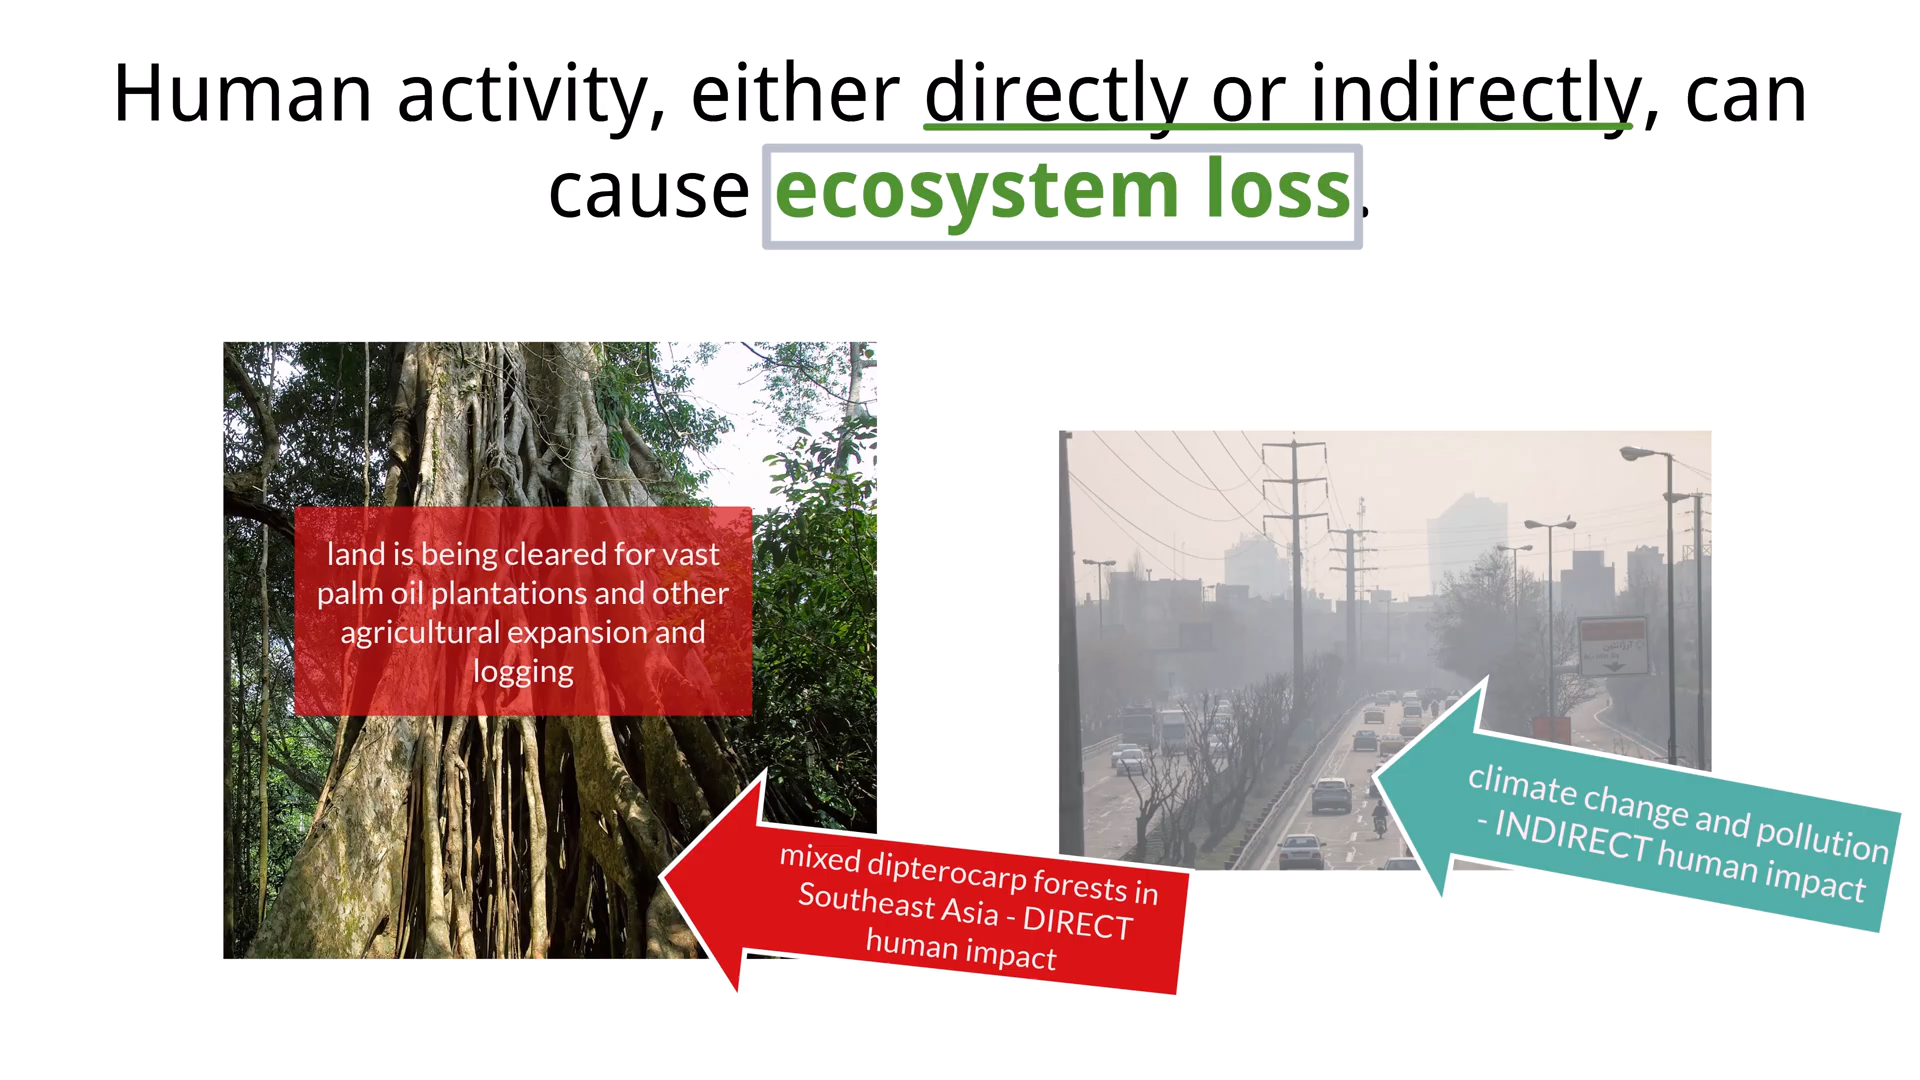 Human activity, either directly or indirectly, can
cause ecosystem loss.
land is being cleared for vast
palm oil plantations and other
agricultural expansion and
logging
mixed dipterocarp forests in
Southeast Asia - DIRECT
human impact
climate change and pollution
- INDIRECT human impact